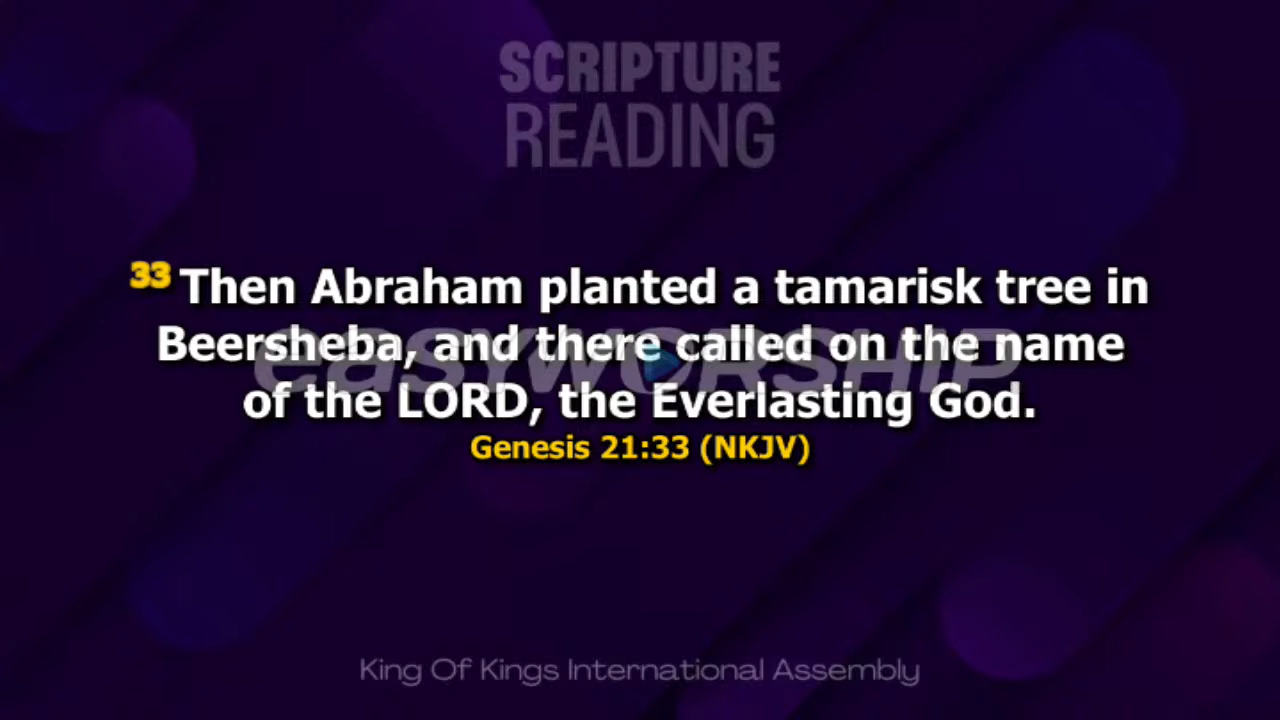 SCRIPTURE
READING
33 Then Abraham planted a tamarisk tree in
Beersheba, and there called on the name
of the LORD, the Everlasting God.
easyworship
Genesis 21:33 (NKJV)
King Of Kings International Assembly